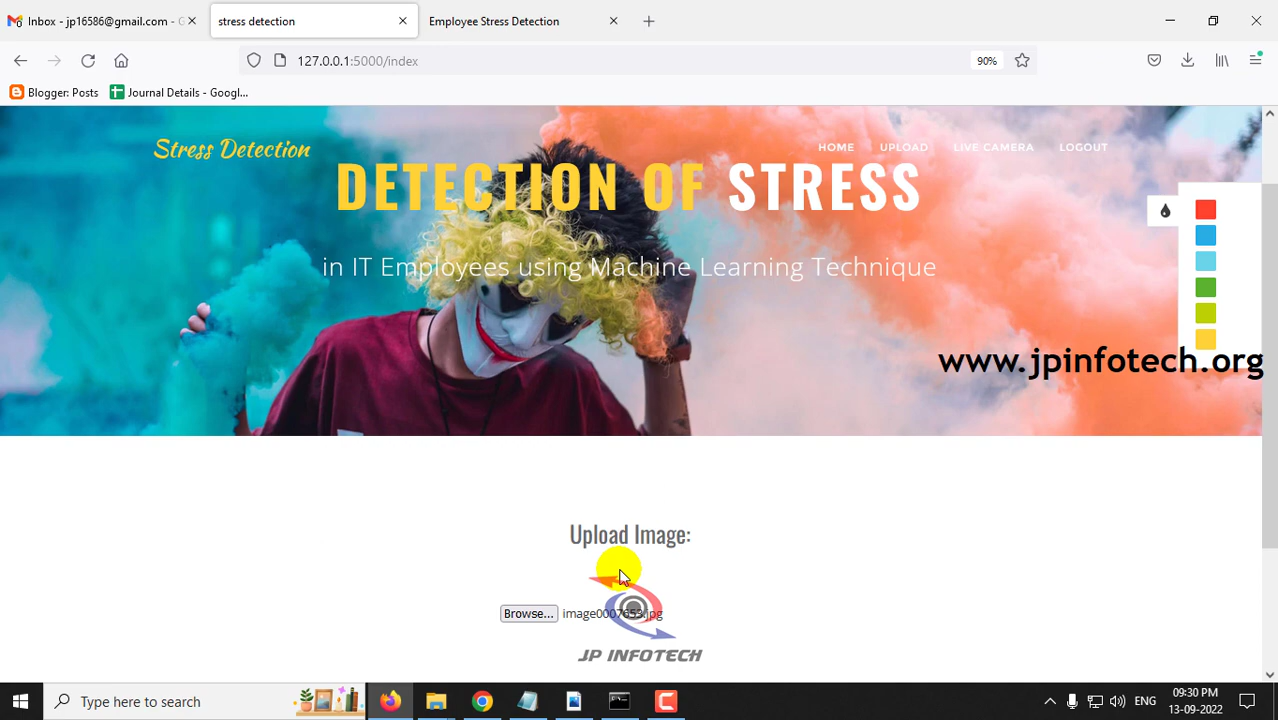 Inbox - jp16586@gmail.com - G
stress detection
Employee Stress Detection
127.0.0.1:5000/index
90%
Blogger: Posts
Journal Details - Googl...
Stress Detection
HOME UPLOAD LIVE CAMERA LOGOUT
DETECTION OF STRESS
in IT Employees using Machine Learning Technique
www.jpinfotech.org
Upload Image:
Browse... image0007653.jpg
JP INFOTECH
Type here to search
ENG
09:30 PM
13-09-2022